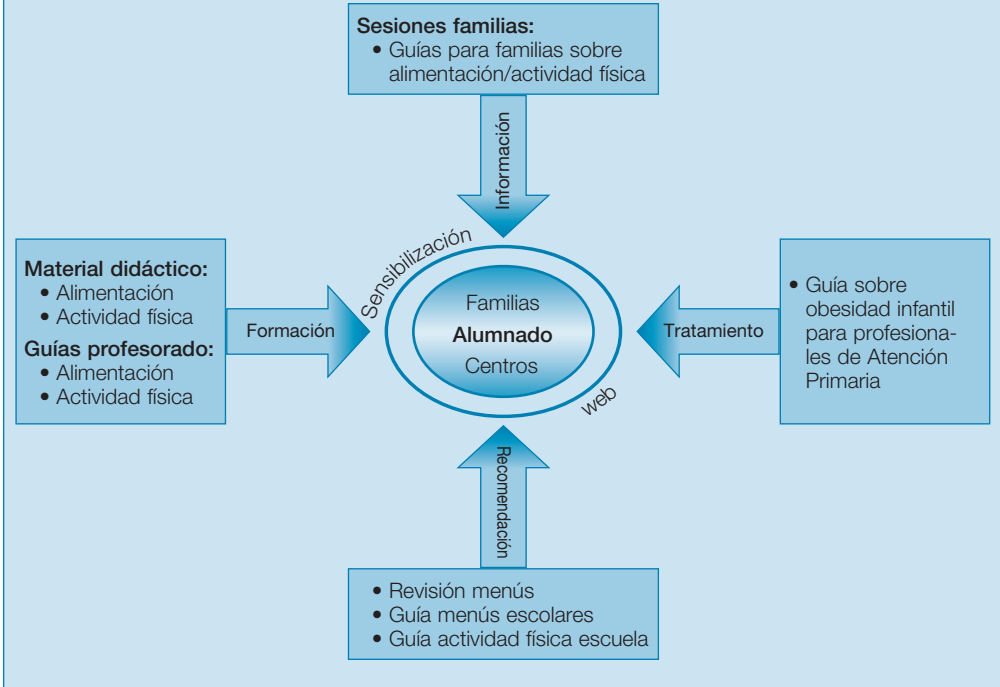 Sesiones familias:
• Guías para familias sobre
alimentación/actividad física
Información
Material didáctico:
• Alimentación
• Actividad física
Guías profesorado:
• Alimentación
• Actividad física
Formación
Sensibilización
Familias
Alumnado
Centros
web
Tratamiento
• Guía sobre
obesidad infantil
para profesiona-
les de Atención
Primaria
Recomendación
• Revisión menús
• Guía menús escolares
• Guía actividad física escuela